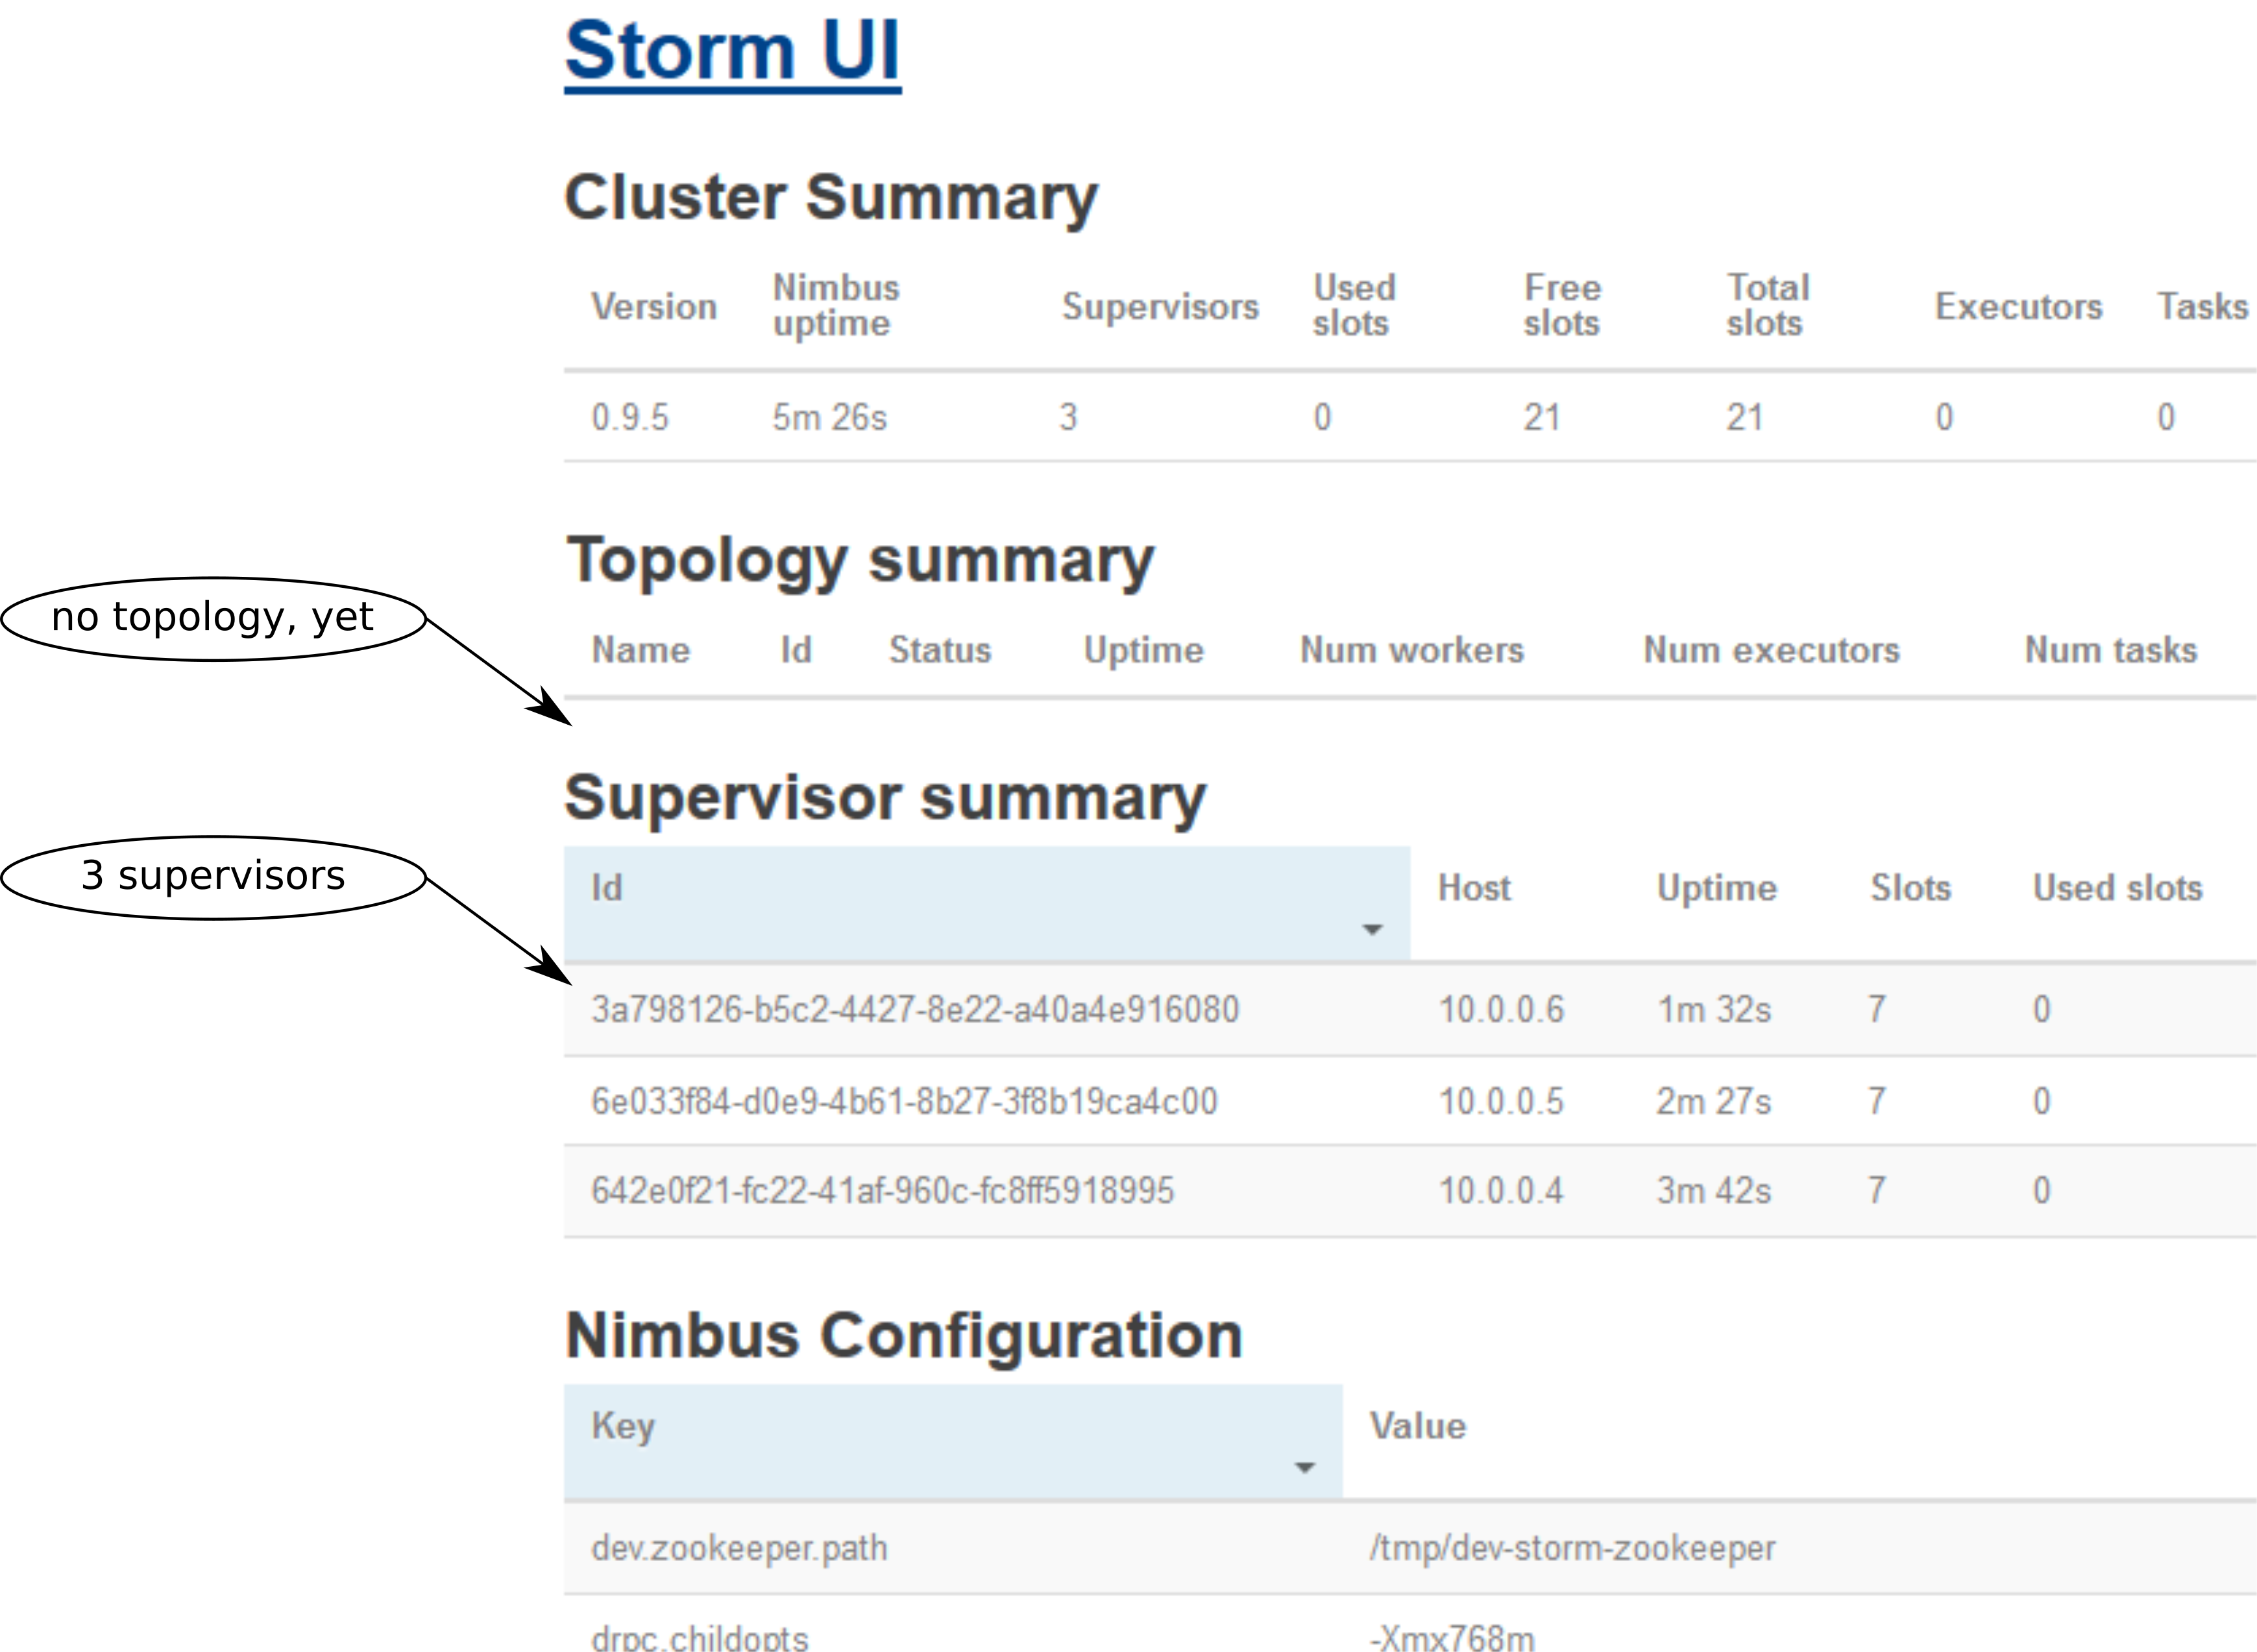 Storm UI
Cluster Summary
Version Nimbus uptime Supervisors Used slots Free slots Total slots Executors Tasks
0.9.5 5m 26s 3 0 21 21 0 0
Topology summary
no topology, yet
Name Id Status Uptime Num workers Num executors Num tasks
Supervisor summary
3 supervisors
Id Host Uptime Slots Used slots
3a798126-b5c2-4427-8e22-a40a4e916080 10.0.0.6 1m 32s 7 0
6e033f84-d0e9-4b61-8b27-3f8b19ca4c00 10.0.0.5 2m 27s 7 0
642e0f21-fc22-41af-960c-fc8ff5918995 10.0.0.4 3m 42s 7 0
Nimbus Configuration
Key Value
dev.zookeeper.path /tmp/dev-storm-zookeeper
drpc.childopts -Xmx768m